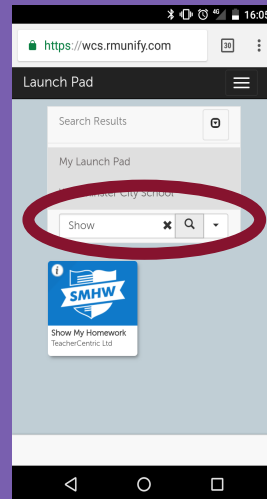 4G 16:05
https://wcs.rmunify.com 30
Launch Pad
Search Results
My Launch Pad
City School
Show
i
SMHW
Show My Homework
TeacherCentric Ltd